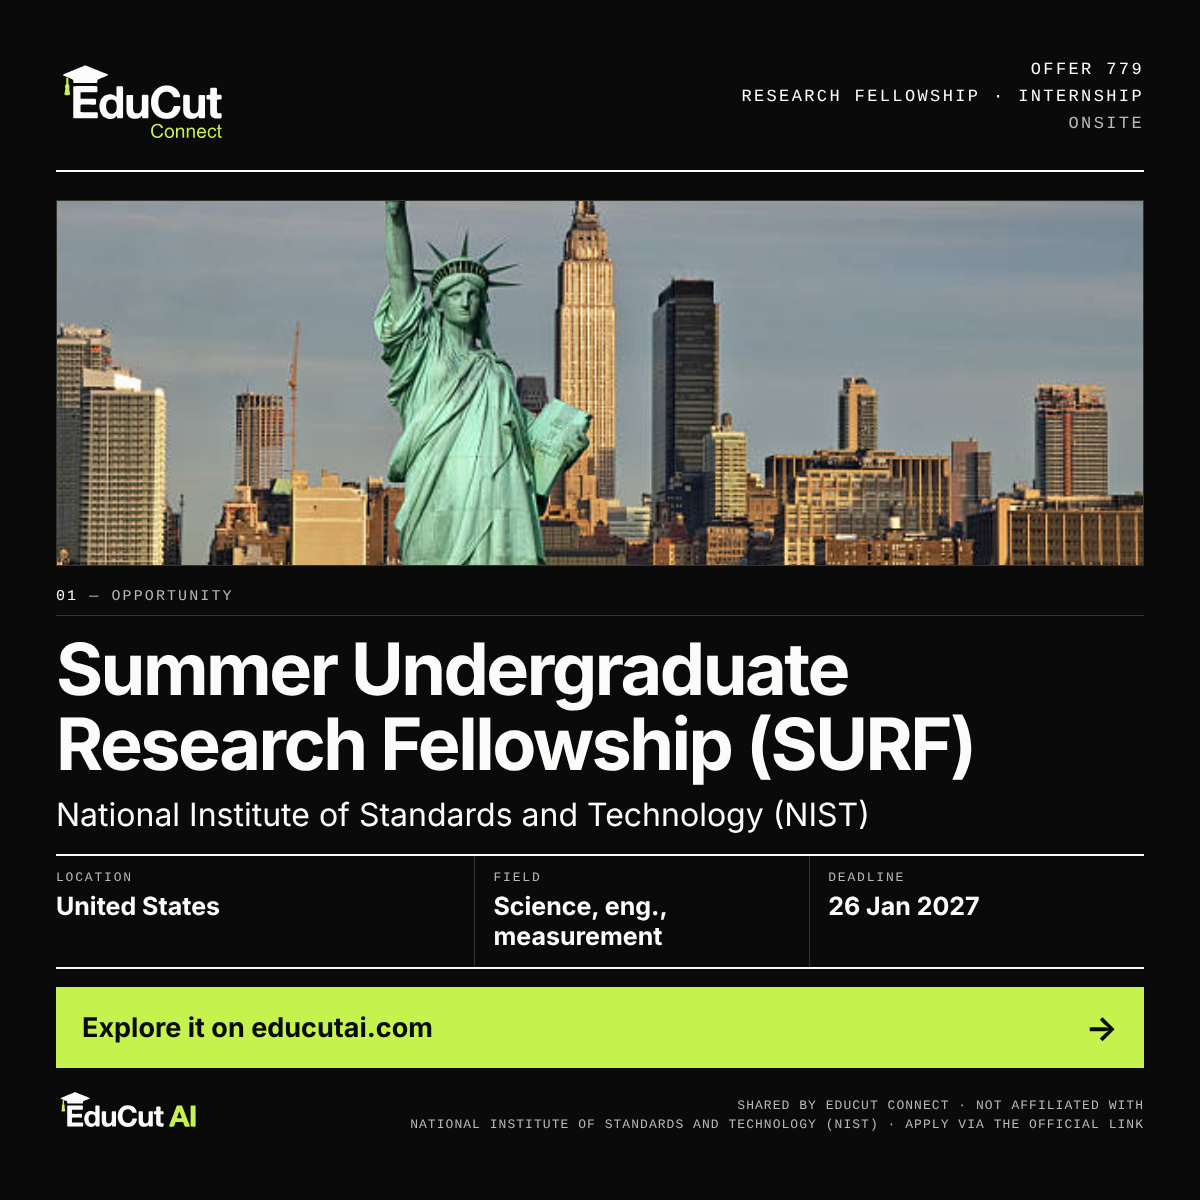 EduCut
Connect
OFFER 779
RESEARCH FELLOWSHIP · INTERNSHIP
ONSITE
01 — OPPORTUNITY
Summer Undergraduate
Research Fellowship (SURF)
National Institute of Standards and Technology (NIST)
LOCATION
United States
FIELD
Science, eng.,
measurement
DEADLINE
26 Jan 2027
Explore it on educutai.com →
EduCut AI
SHARED BY EDUCUT CONNECT · NOT AFFILIATED WITH
NATIONAL INSTITUTE OF STANDARDS AND TECHNOLOGY (NIST) · APPLY VIA THE OFFICIAL LINK